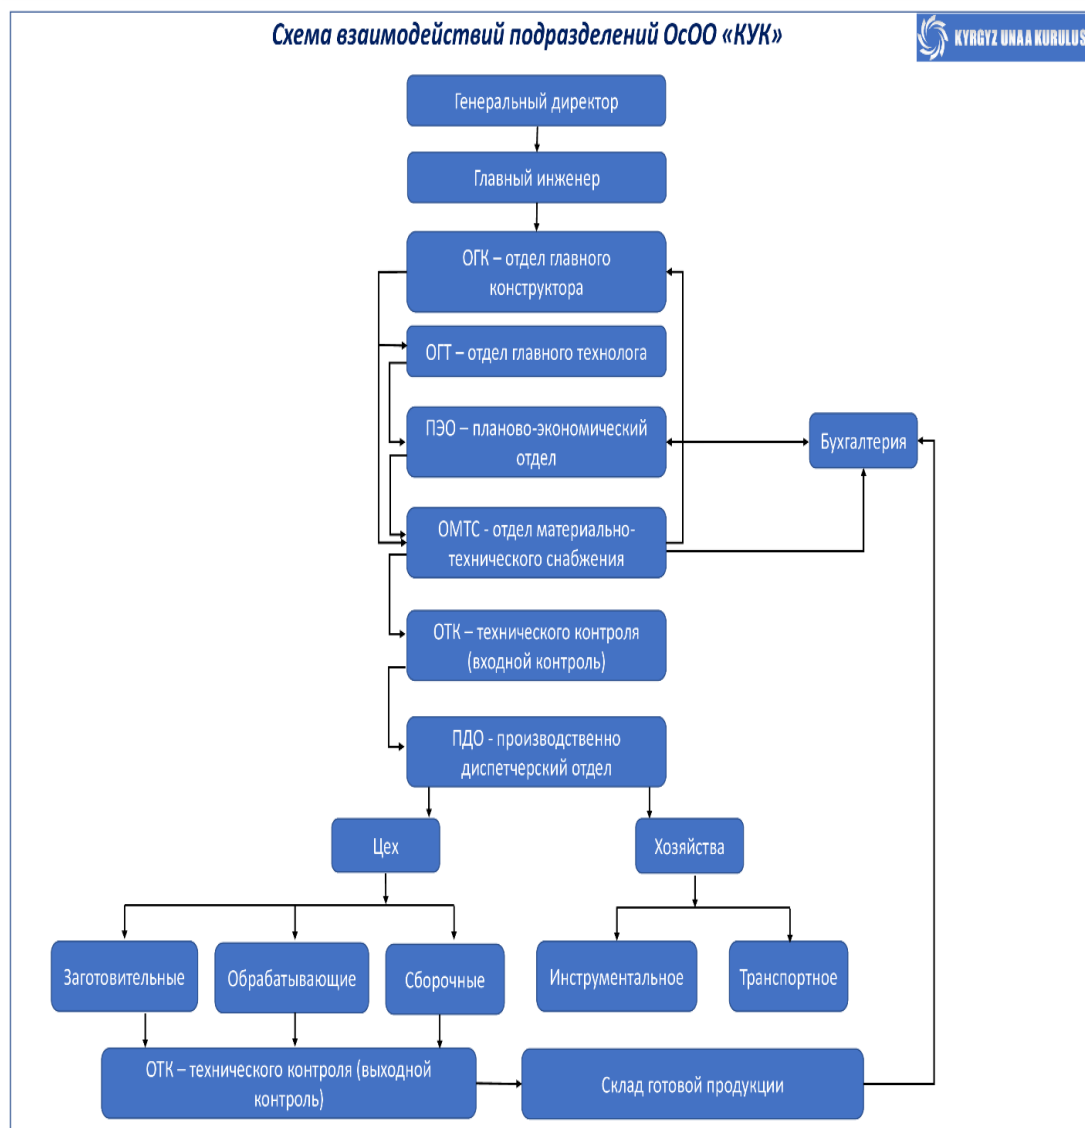 Схема взаимодействий подразделений ОсОО «КУК»
KYRGYZ UNAA KURULUS
Генеральный директор
Главный инженер
ОГК – отдел главного
конструктора
ОГТ – отдел главного технолога
ПЭО – планово-экономический
отдел
Бухгалтерия
ОМТС - отдел материально-
технического снабжения
ОТК – технического контроля
(входной контроль)
ПДО - производственно
диспетчерский отдел
Цех
Хозяйства
Заготовительные
Обрабатывающие
Сборочные
Инструментальное
Транспортное
ОТК – технического контроля (выходной
контроль)
Склад готовой продукции